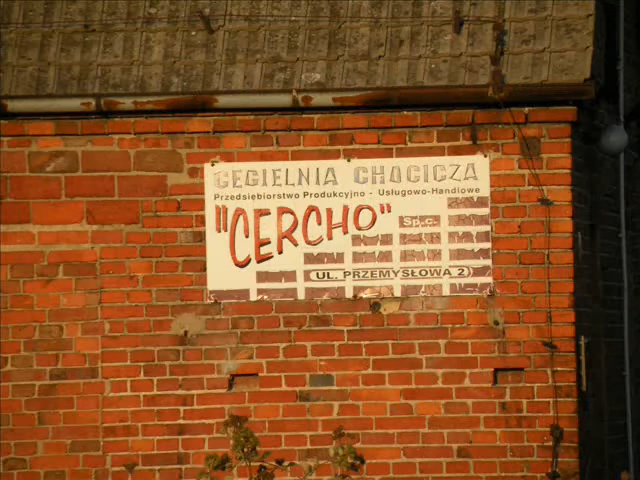 CEGIELNIA CHOCICZA
Przedsiębiorstwo Produkcyjno - Usługowo-Handlowe
"CERCHO" Sp.c.
UL. PRZEMYSŁOWA 2